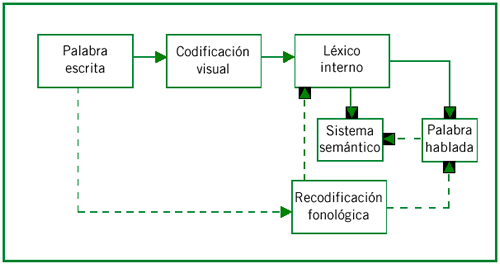 Palabra
escrita
Codificación
visual
Léxico
interno
Sistema
semántico
Palabra
hablada
Recodificación
fonológica